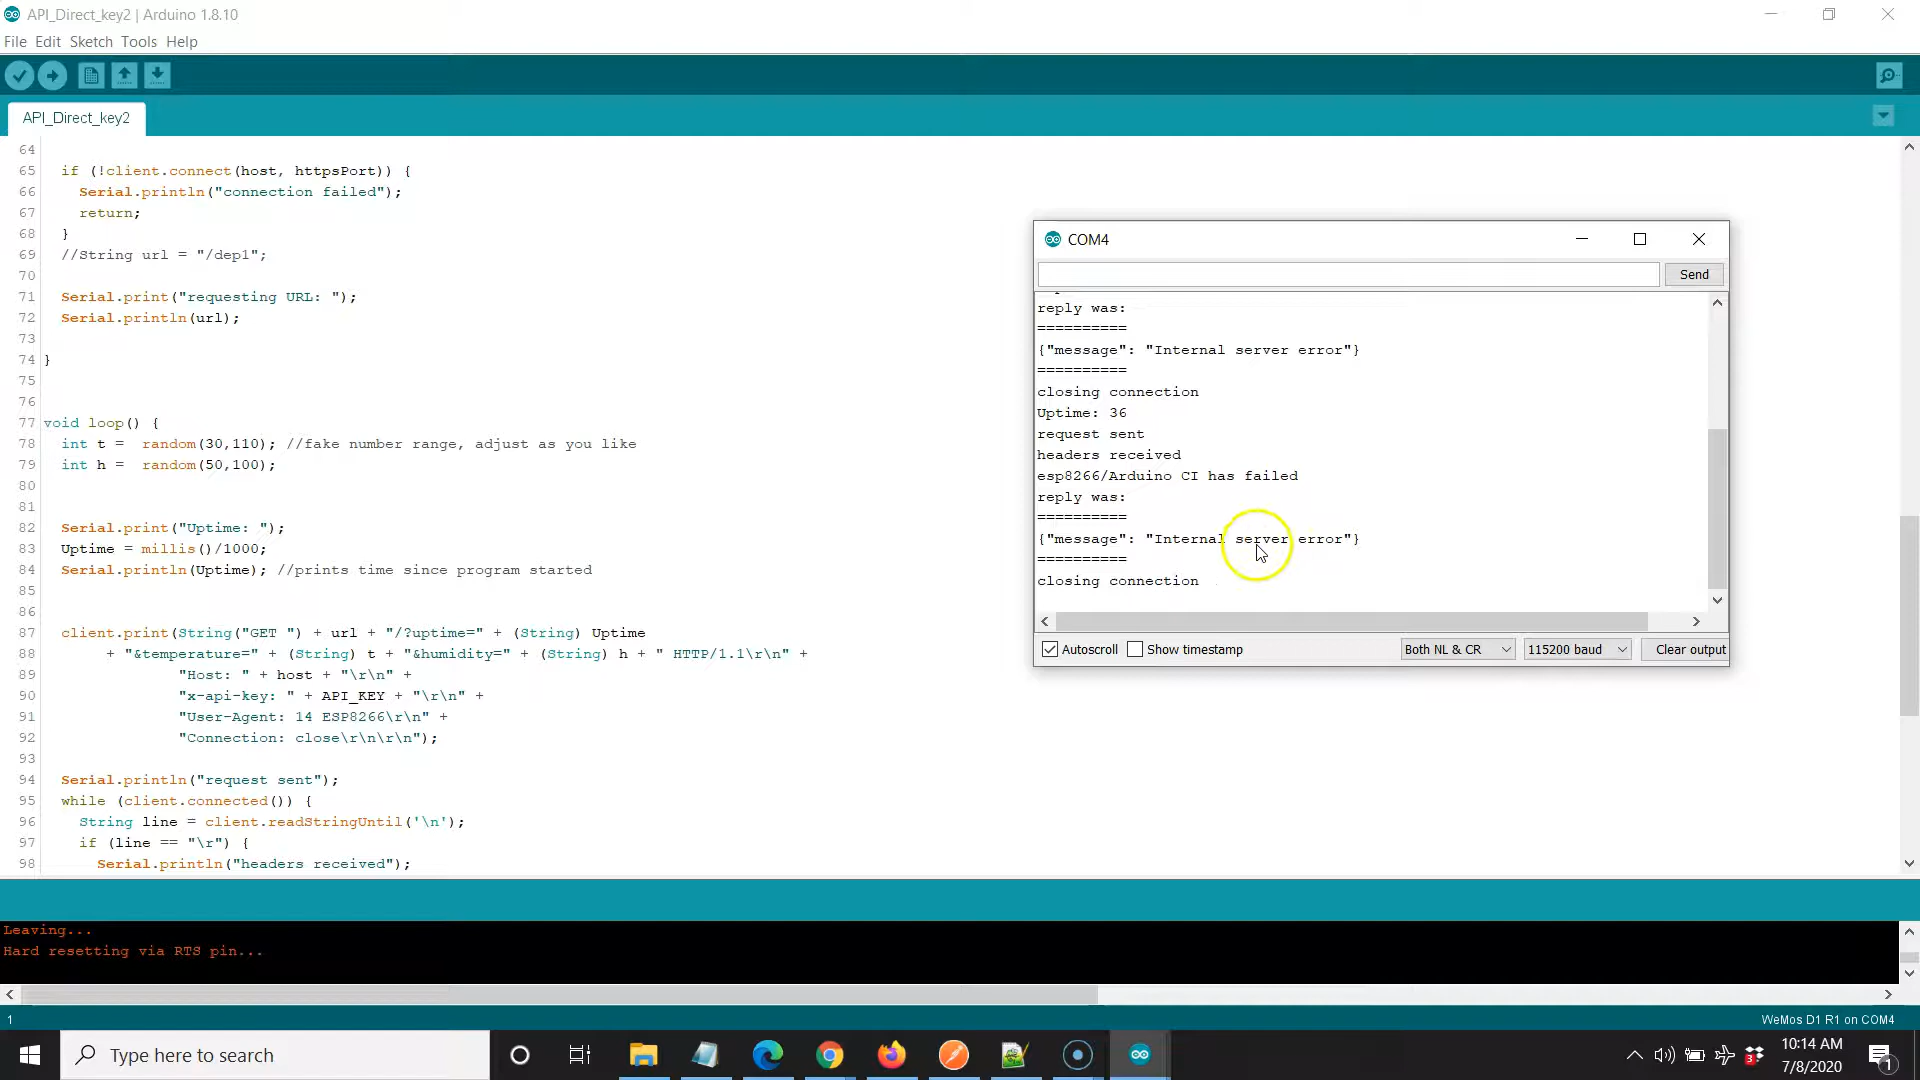 API_Direct_key2 | Arduino 1.8.10
File Edit Sketch Tools Help
API_Direct_key2
64
65 if (!client.connect(host, httpsPort)) {
66 Serial.println("connection failed");
67 return;
68 }
69 //String url = "/dep1";
70
71 Serial.print("requesting URL: ");
72 Serial.println(url);
73
74 }
75
76
77 void loop() {
78 int t = random(30,110); //fake number range, adjust as you like
79 int h = random(50,100);
80
81
82 Serial.print("Uptime: ");
83 Uptime = millis()/1000;
84 Serial.println(Uptime); //prints time since program started
85
86
87 client.print(String("GET ") + url + "/?uptime=" + (String) Uptime
88 + "&temperature=" + (String) t + "&humidity=" + (String) h + " HTTP/1.1\r\n" +
89 "Host: " + host + "\r\n" +
90 "x-api-key: " + API_KEY + "\r\n" +
91 "User-Agent: 14 ESP8266\r\n" +
92 "Connection: close\r\n\r\n");
93
94 Serial.println("request sent");
95 while (client.connected()) {
96 String line = client.readStringUntil('\n');
97 if (line == "\r") {
98 Serial.println("headers received");
COM4
Send
reply was:
==========
{"message": "Internal server error"}
==========
closing connection
Uptime: 36
request sent
headers received
esp8266/Arduino CI has failed
reply was:
==========
{"message": "Internal server error"}
==========
closing connection
Autoscroll Show timestamp Both NL & CR 115200 baud Clear output
Leaving...
Hard resetting via RTS pin...
1 WeMos D1 R1 on COM4
Type here to search
3
10:14 AM
7/8/2020
1